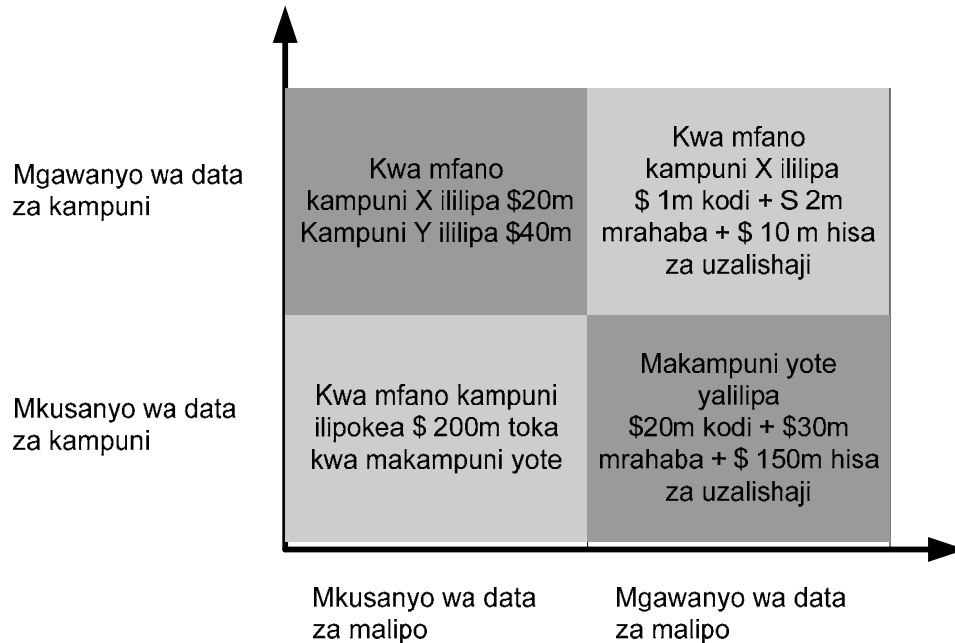 Mgawanyo wa data
za kampuni
Kwa mfano
kampuni X ililipa $20m
Kampuni Y ililipa $40m
Kwa mfano
kampuni X ililipa
$ 1m kodi + S 2m
mrahaba + $ 10 m hisa
za uzalishaji
Mkusanyo wa data
za kampuni
Kwa mfano kampuni
ilipokea $ 200m toka
kwa makampuni yote
Makampuni yote
yalilipa
$20m kodi + $30m
mrahaba + $ 150m hisa
za uzalishaji
Mkusanyo wa data
za malipo
Mgawanyo wa data
za malipo